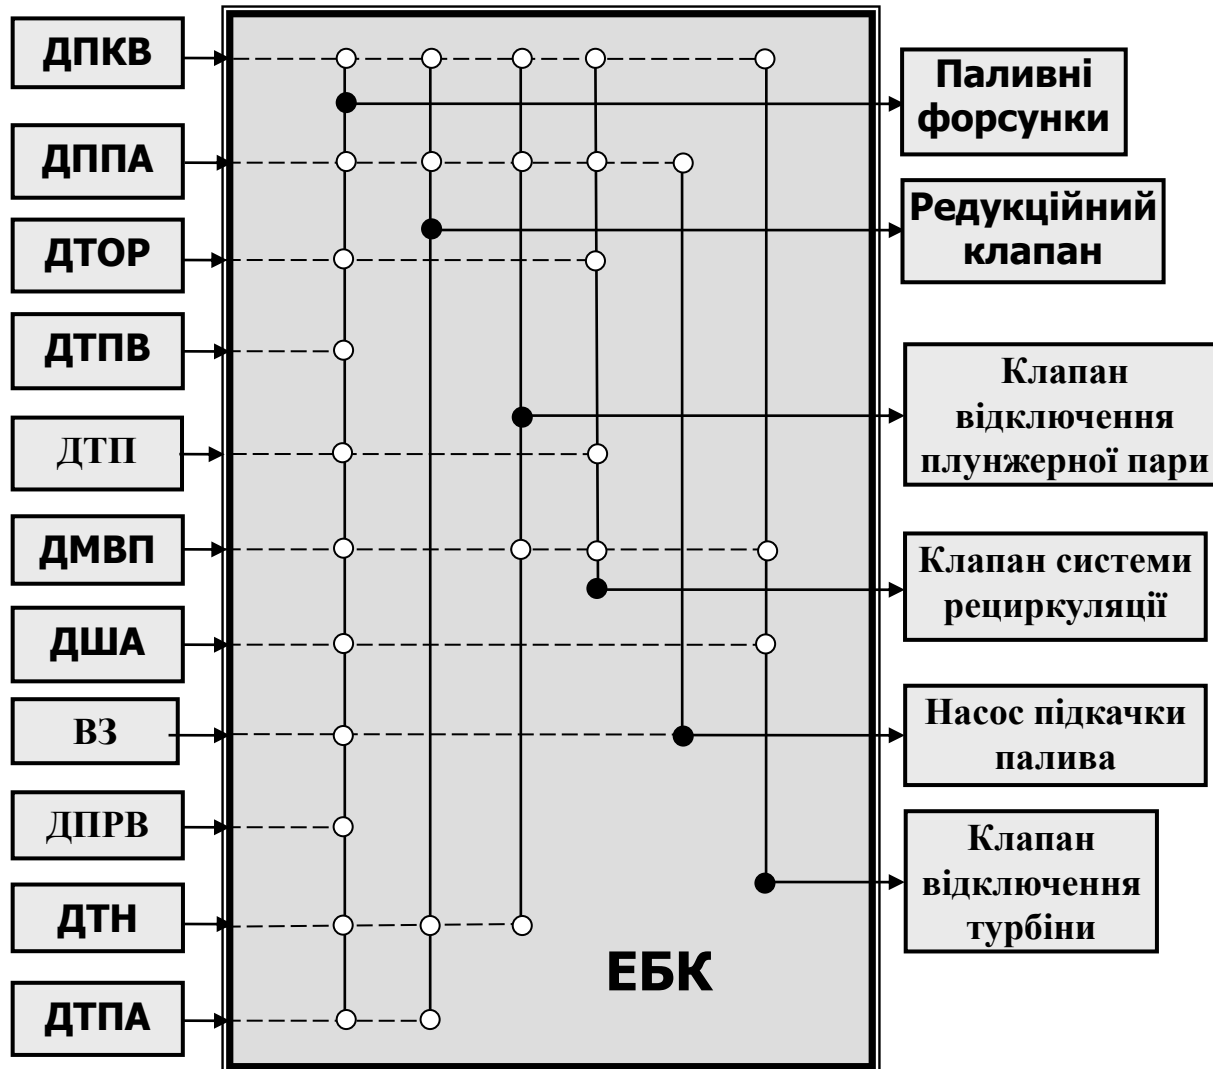 ДПКВ
ДППА
ДТОР
ДТПВ
ДТП
ДМВП
ДША
ВЗ
ДПРВ
ДТН
ДТПА
ЕБК
Паливні
форсунки
Редукційний
клапан
Клапан
відключення
плунжерної пари
Клапан системи
рециркуляції
Насос підкачки
палива
Клапан
відключення
турбіни